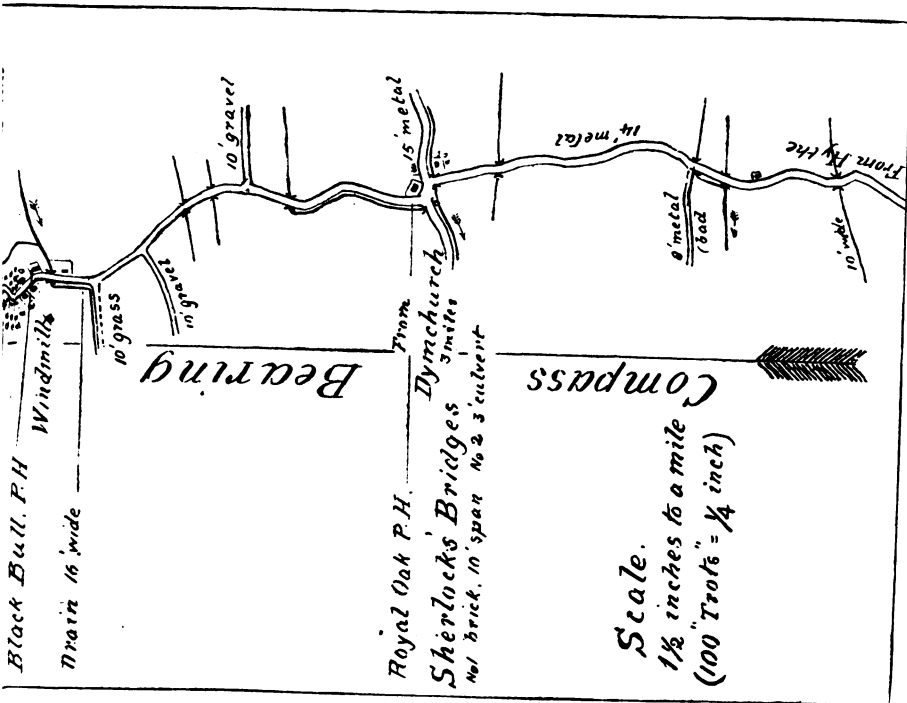 Black Bull. P.H
Windmill
Drain 16' wide
10' grass
10' gravel
10' gravel
Bearing
Royal Oak P.H.
From
Dymchurch
3 miles
Sherlock's Bridges
No1 brick, 10' span No 2 3' culvert
15' metal
14' metal
8' metal
(bad
10' wide
From Hythe
Compass
Scale.
1½ inches to a mile
(100 "Trots" = ¼ inch)